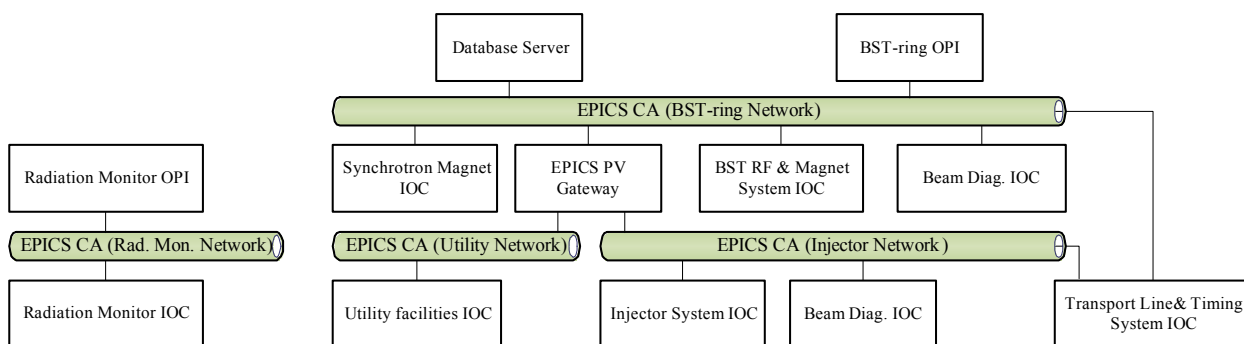 Database Server
BST-ring OPI
EPICS CA (BST-ring Network)
Synchrotron Magnet
IOC
EPICS PV
Gateway
BST RF & Magnet
System IOC
Beam Diag. IOC
Radiation Monitor OPI
EPICS CA (Rad. Mon. Network)
EPICS CA (Utility Network)
EPICS CA (Injector Network)
Radiation Monitor IOC
Utility facilities IOC
Injector System IOC
Beam Diag. IOC
Transport Line& Timing
System IOC